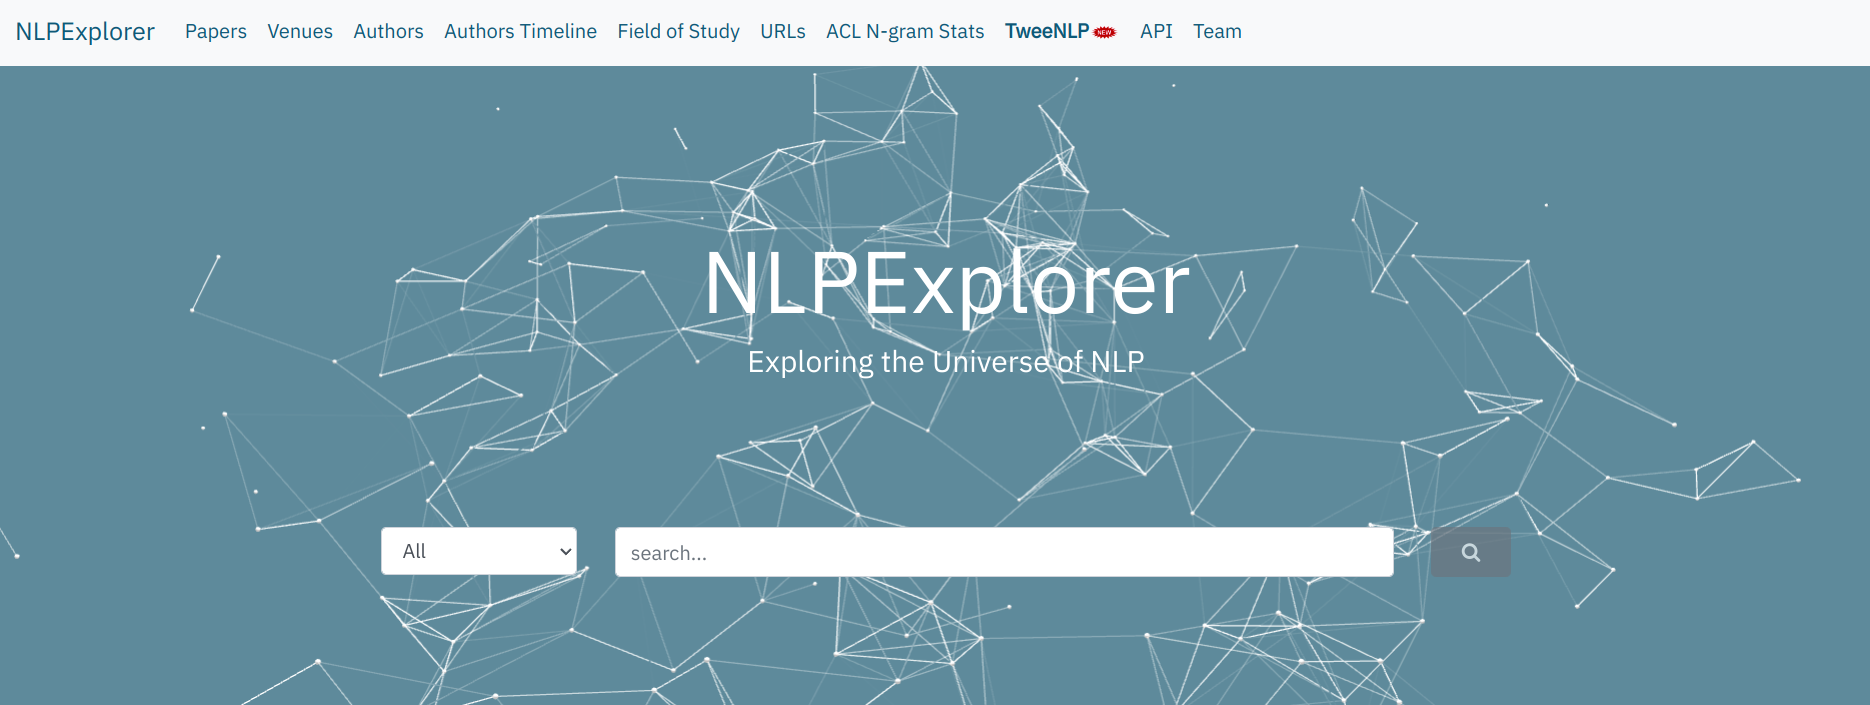 NLPExplorer Papers Venues Authors Authors Timeline Field of Study URLs ACL N-gram Stats TweeNLP NEW API Team
NLPExplorer
Exploring the Universe of NLP
All search...